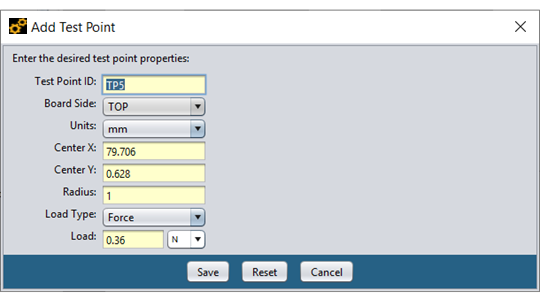 Add Test Point
Enter the desired test point properties:
Test Point ID: TP5
Board Side: TOP
Units: mm
Center X: 79.706
Center Y: 0.628
Radius: 1
Load Type: Force
Load: 0.36 N
Save Reset Cancel